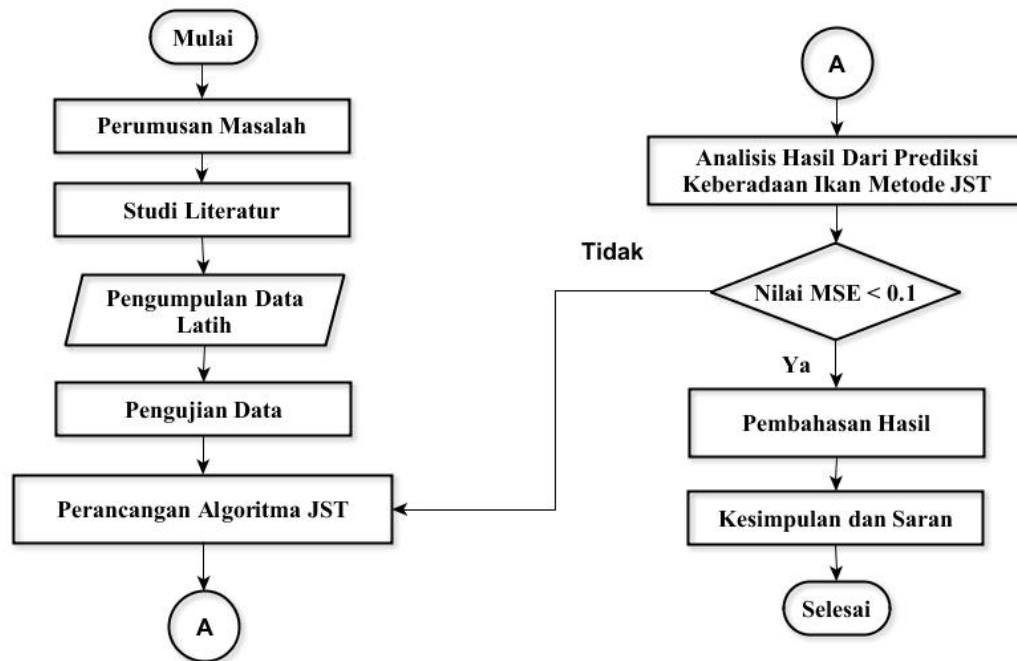 Mulai
Perumusan Masalah
Studi Literatur
Pengumpulan Data
Latih
Pengujian Data
Perancangan Algoritma JST
A
A
Analisis Hasil Dari Prediksi
Keberadaan Ikan Metode JST
Tidak
Nilai MSE < 0.1
Ya
Pembahasan Hasil
Kesimpulan dan Saran
Selesai